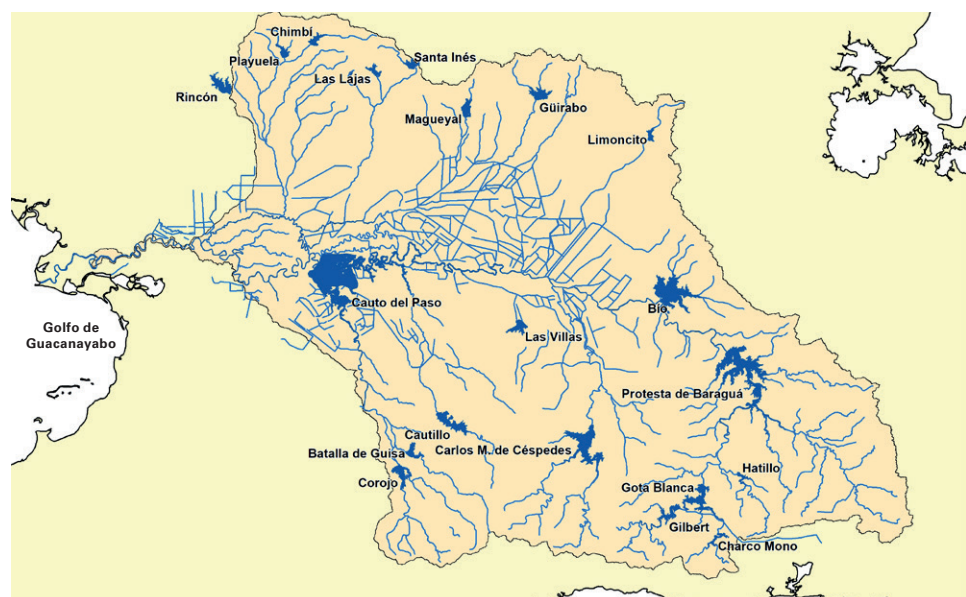 Chimbí
Playuela
Santa Inés
Las Lajas
Rincón
Magueyal
Güirabo
Limoncito
Cauto del Paso
Bío
Golfo de
Guacanayabo
Las Villas
Protesta de Baraguá
Cautillo
Batalla de Guisa
Carlos M. de Céspedes
Corojo
Hatillo
Gota Blanca
Gilbert
Charco Mono